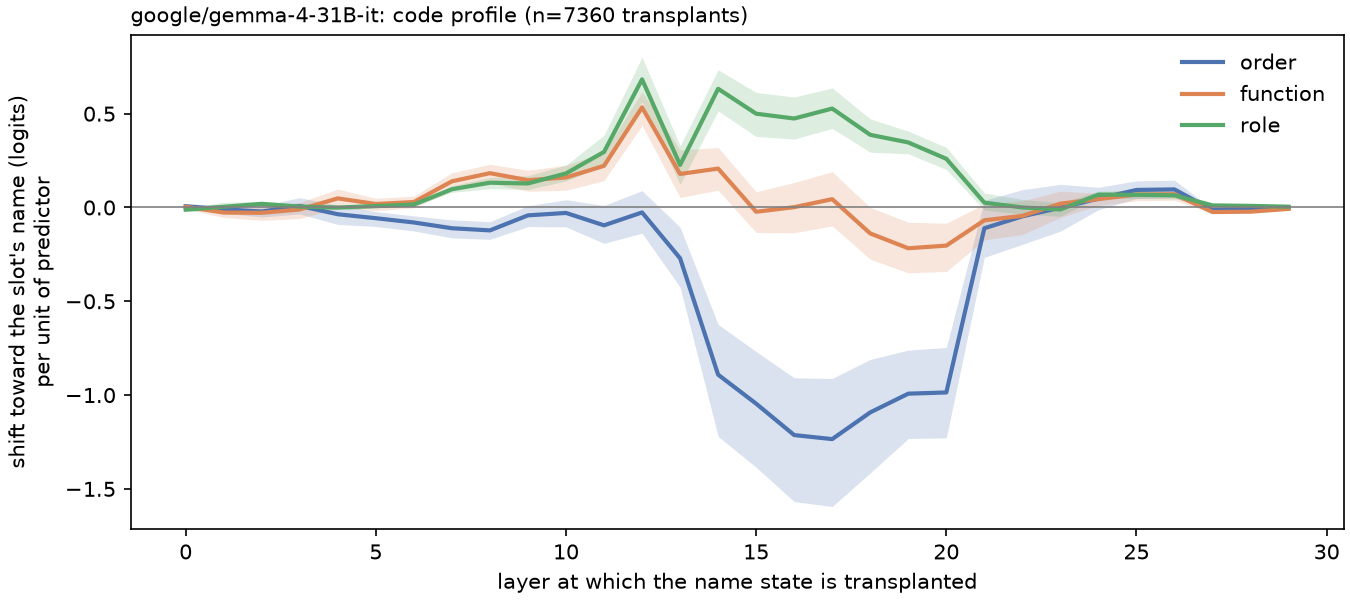 google/gemma-4-31B-it: code profile (n=7360 transplants)
order
function
role
shift toward the slot's name (logits)
per unit of predictor
0.5
0.0
−0.5
−1.0
−1.5
0
5
10
15
20
25
30
layer at which the name state is transplanted